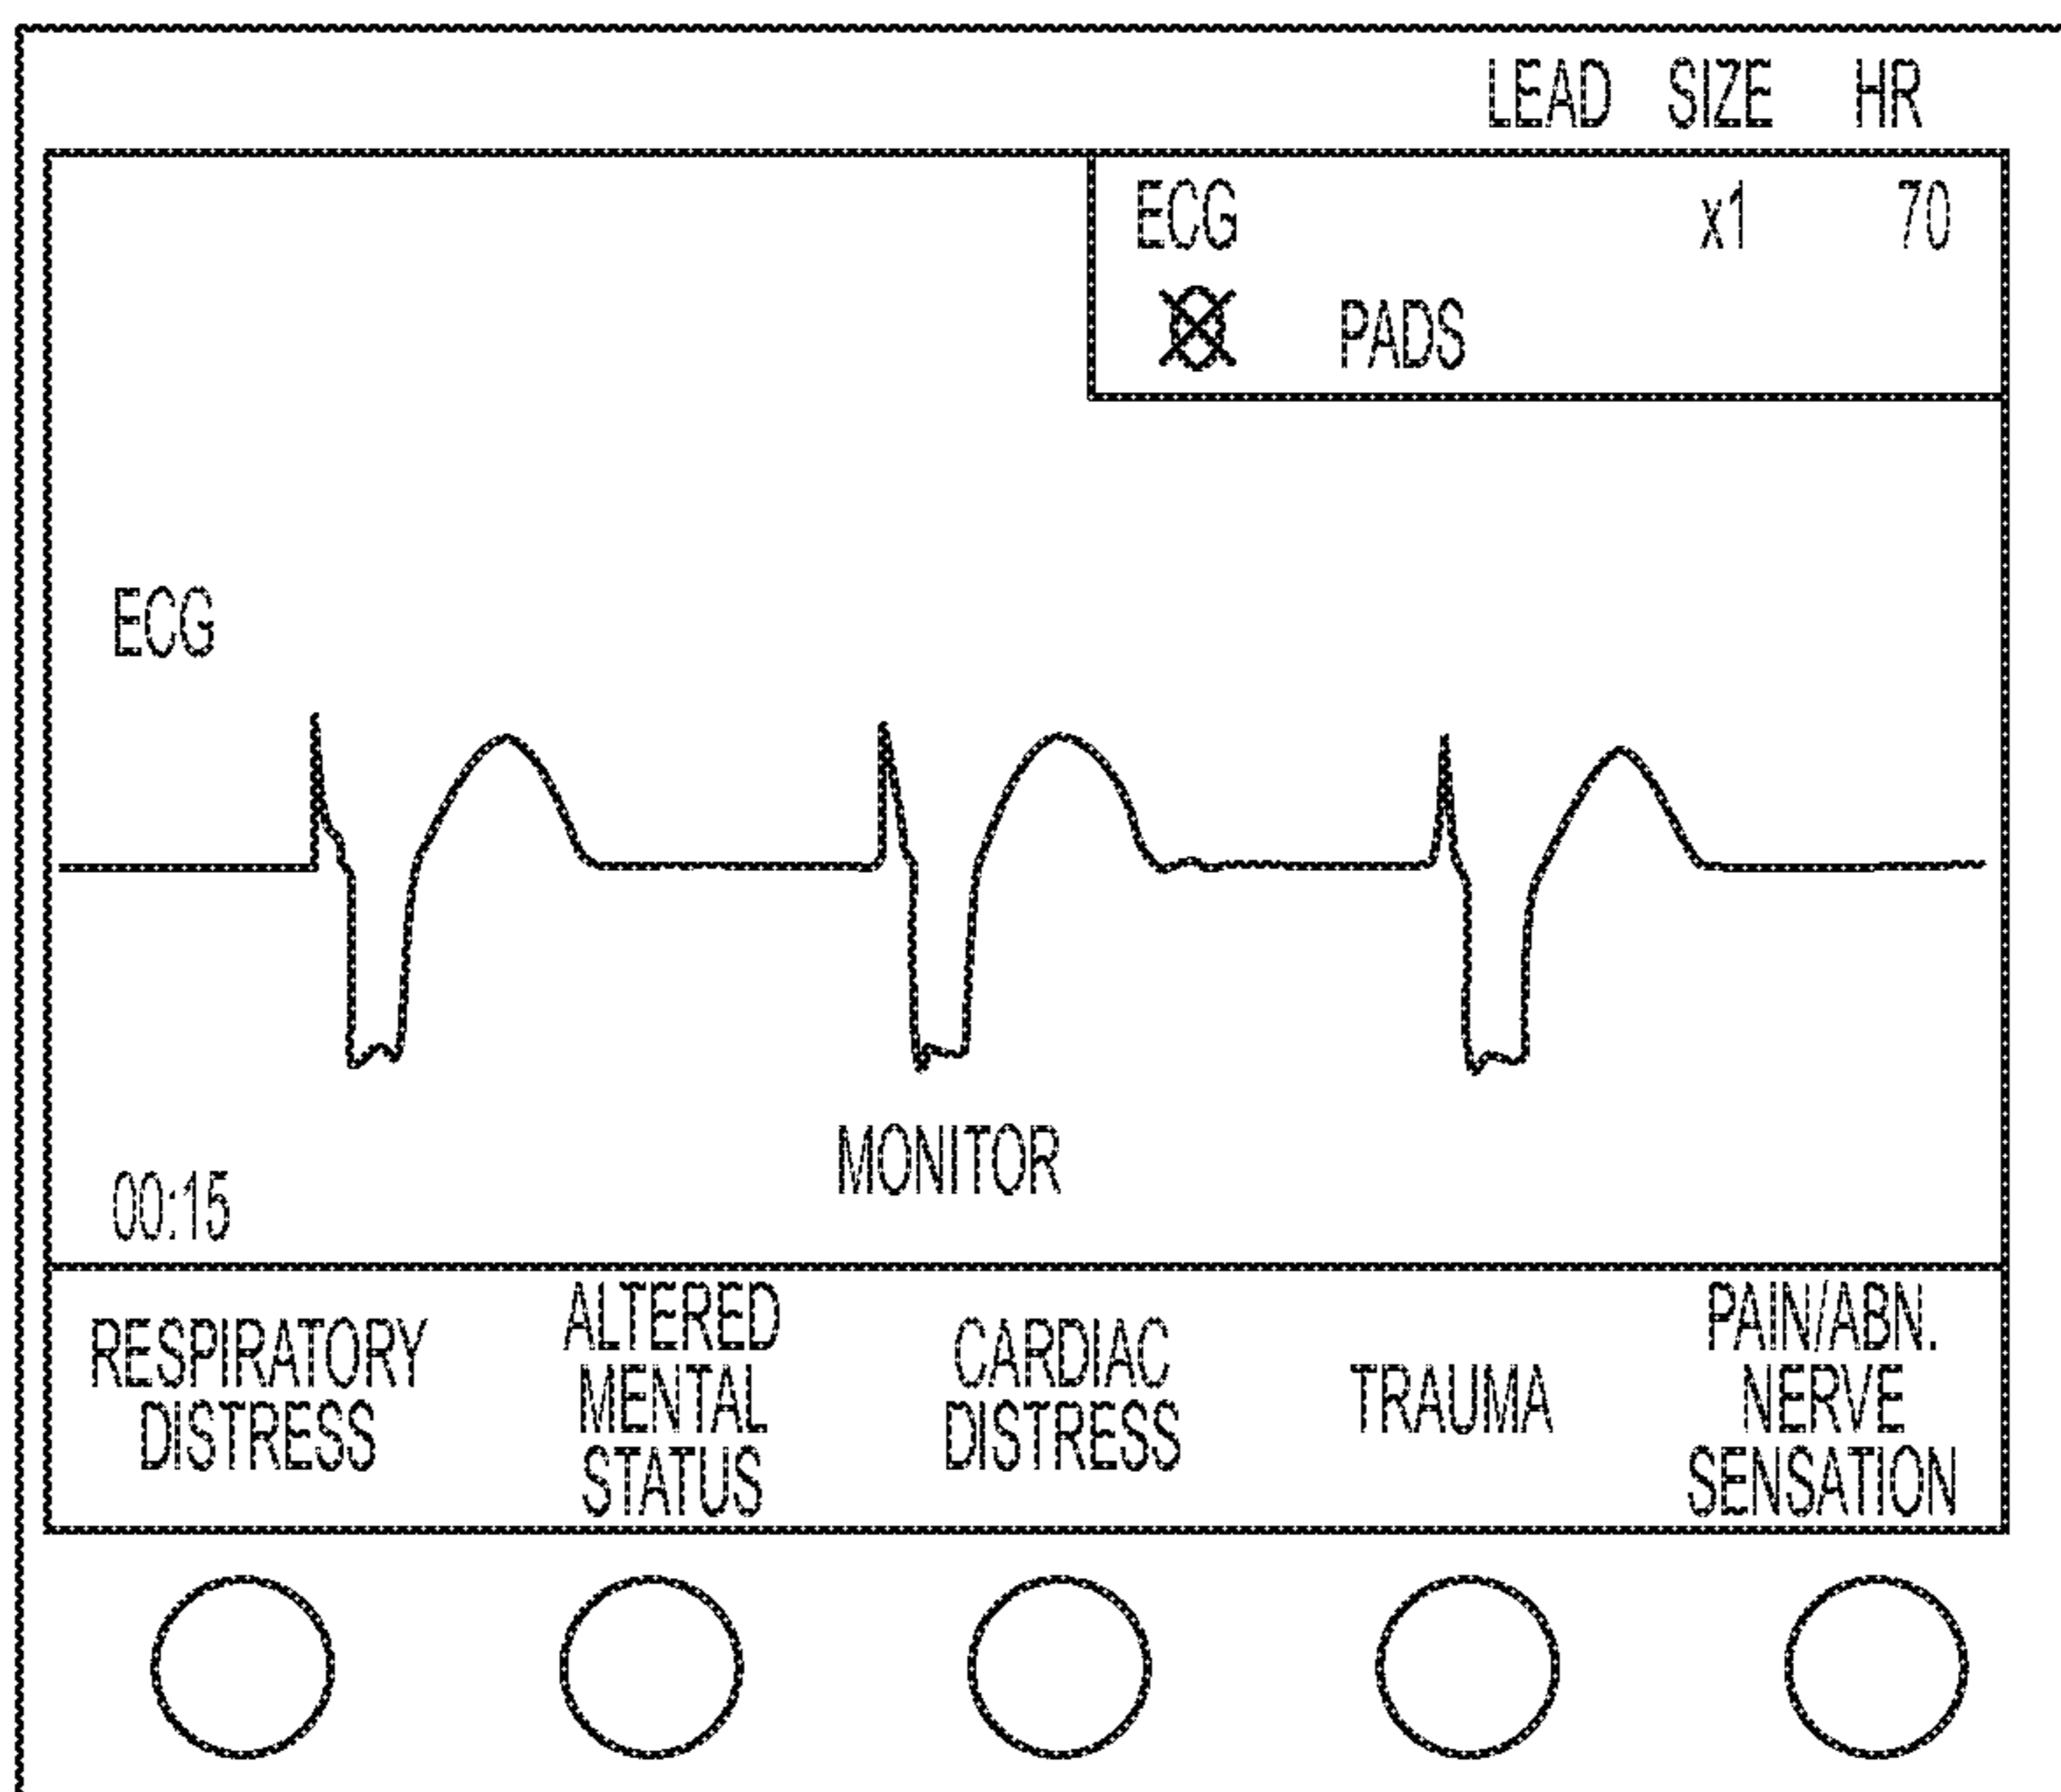 LEAD SIZE HR
ECG x1 70
PADS
ECG
MONITOR
00:15
RESPIRATORY
DISTRESS
ALTERED
MENTAL
STATUS
CARDIAC
DISTRESS
TRAUMA
PAIN/ABN.
NERVE
SENSATION